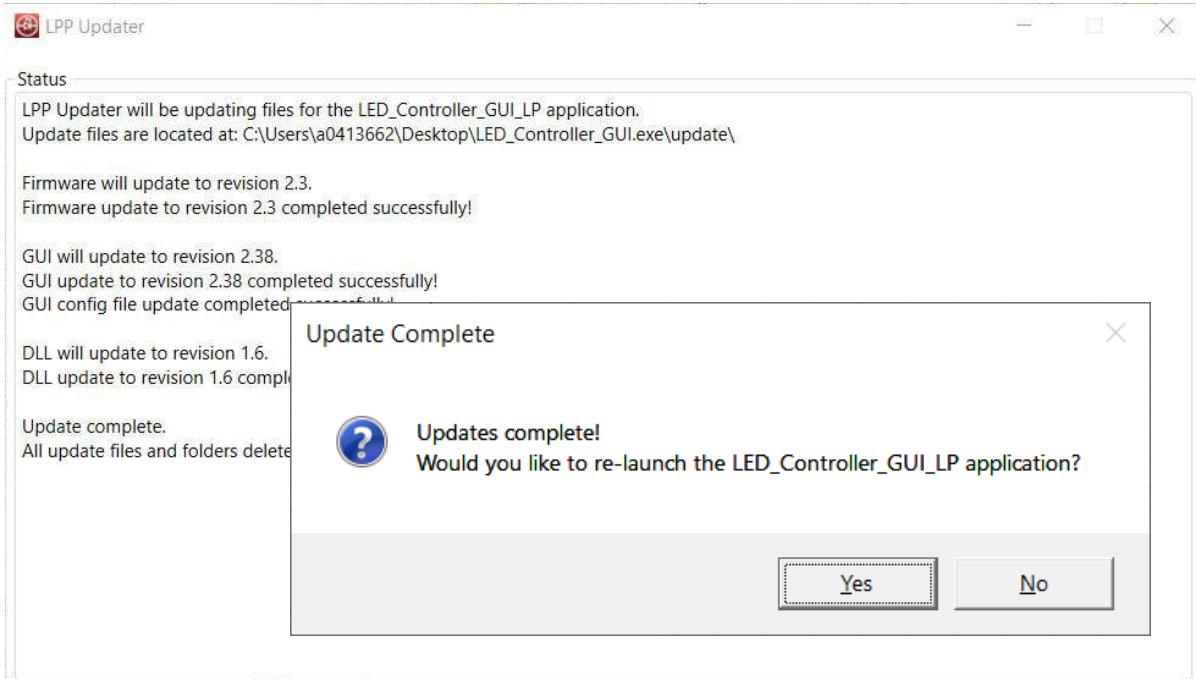 LPP Updater
Status
LPP Updater will be updating files for the LED_Controller_GUI_LP application.
Update files are located at: C:\Users\a0413662\Desktop\LED_Controller_GUI.exe\update\
Firmware will update to revision 2.3.
Firmware update to revision 2.3 completed successfully!
GUI will update to revision 2.38.
GUI update to revision 2.38 completed successfully!
GUI config file update completed
DLL will update to revision 1.6.
DLL update to revision 1.6 comple
Update complete.
All update files and folders delete
Update Complete
Updates complete!
Would you like to re-launch the LED_Controller_GUI_LP application?
Yes
No